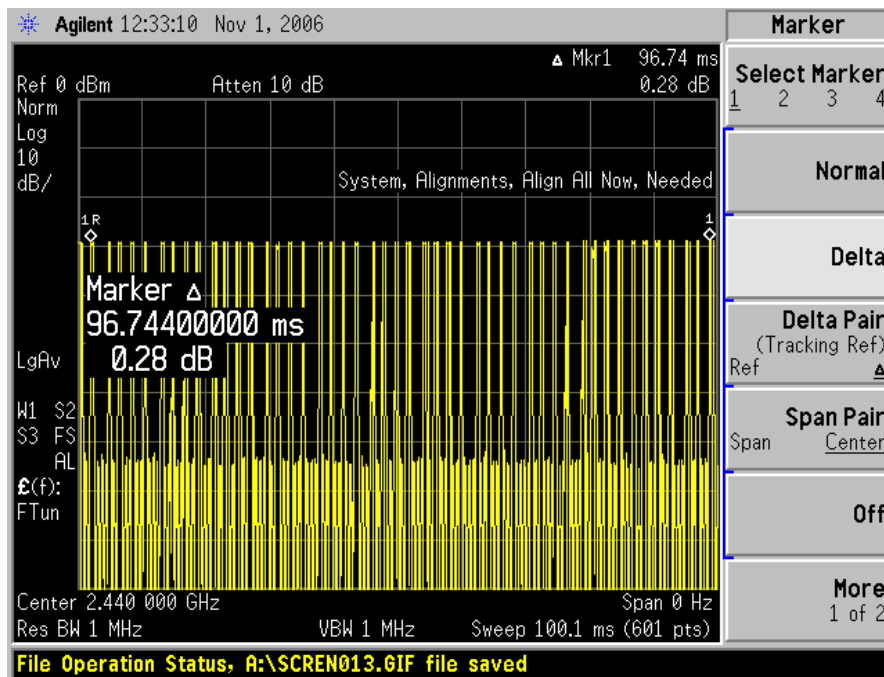 Agilent 12:33:10 Nov 1, 2006
Marker
Δ Mkr1 96.74 ms
Ref 0 dBm Atten 10 dB 0.28 dB
Norm
Log
10
dB/
System, Alignments, Align All Now, Needed
1R
1
Marker Δ
96.74400000 ms
0.28 dB
LgAv
W1 S2
S3 FS
AL
£(f):
FTun
Center 2.440 000 GHz Span 0 Hz
Res BW 1 MHz VBW 1 MHz Sweep 100.1 ms (601 pts)
File Operation Status, A:\SCREN013.GIF file saved
Select Marker
1 2 3 4
Normal
Delta
Delta Pair
(Tracking Ref)
Ref Δ
Span Pair
Span Center
Off
More
1 of 2